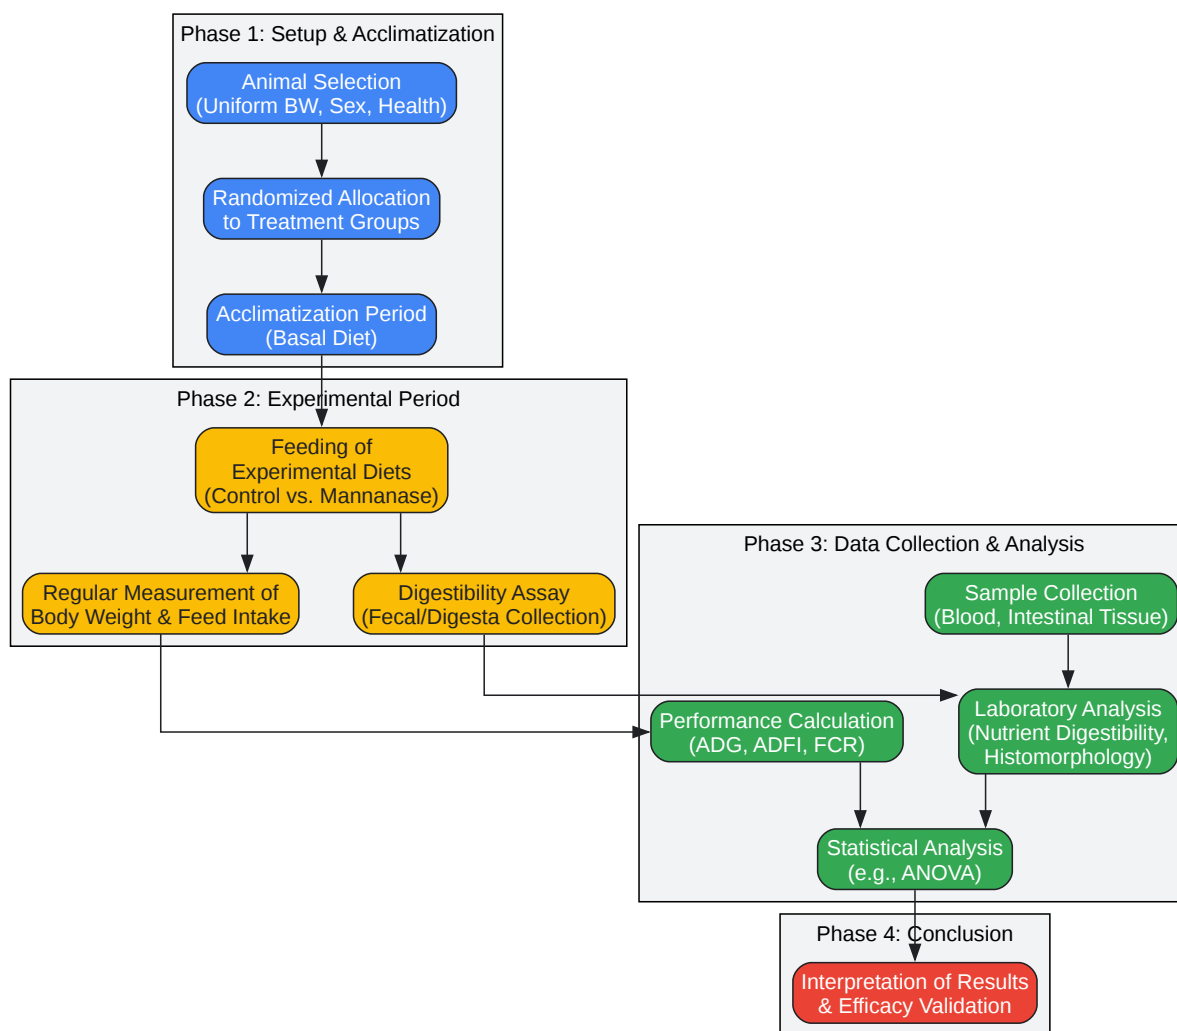 Phase 1: Setup & Acclimatization
Animal Selection
(Uniform BW, Sex, Health)
Randomized Allocation
to Treatment Groups
Acclimatization Period
(Basal Diet)
Phase 2: Experimental Period
Feeding of
Experimental Diets
(Control vs. Mannanase)
Regular Measurement of
Body Weight & Feed Intake
Digestibility Assay
(Fecal/Digesta Collection)
Phase 3: Data Collection & Analysis
Sample Collection
(Blood, Intestinal Tissue)
Performance Calculation
(ADG, ADFI, FCR)
Laboratory Analysis
(Nutrient Digestibility,
Histomorphology)
Statistical Analysis
(e.g., ANOVA)
Phase 4: Conclusion
Interpretation of Results
& Efficacy Validation